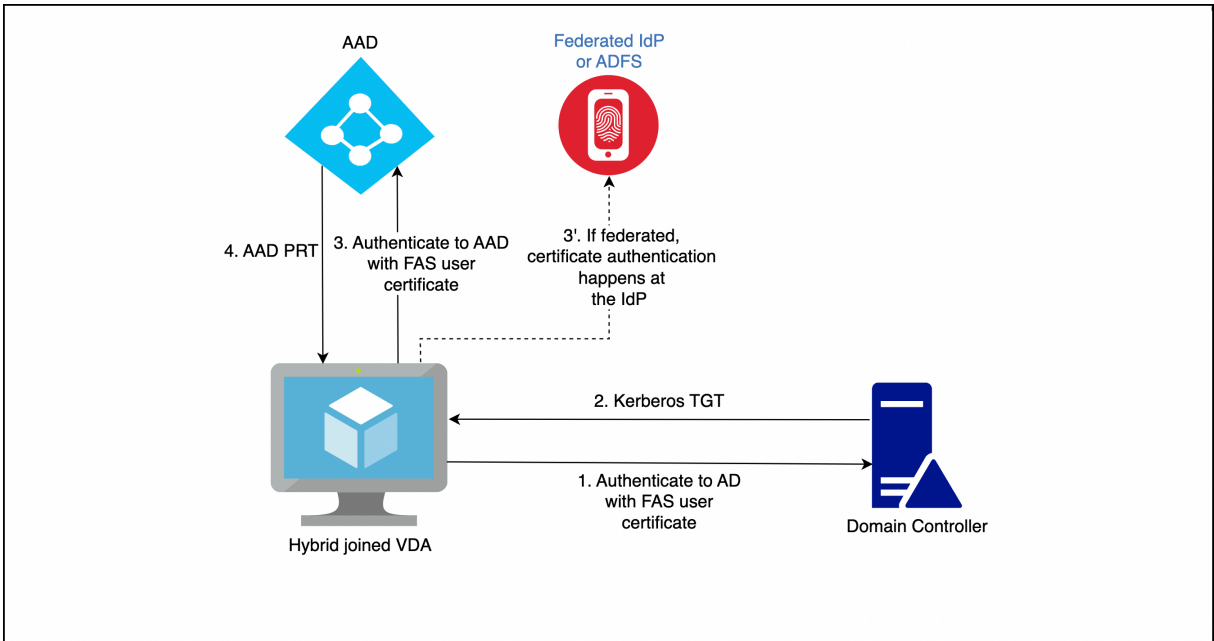 AAD
Federated IdP
or ADFS
4. AAD PRT
3. Authenticate to AAD
with FAS user
certificate
3'. If federated,
certificate authentication
happens at
the IdP
2. Kerberos TGT
1. Authenticate to AD
with FAS user
certificate
Domain Controller
Hybrid joined VDA